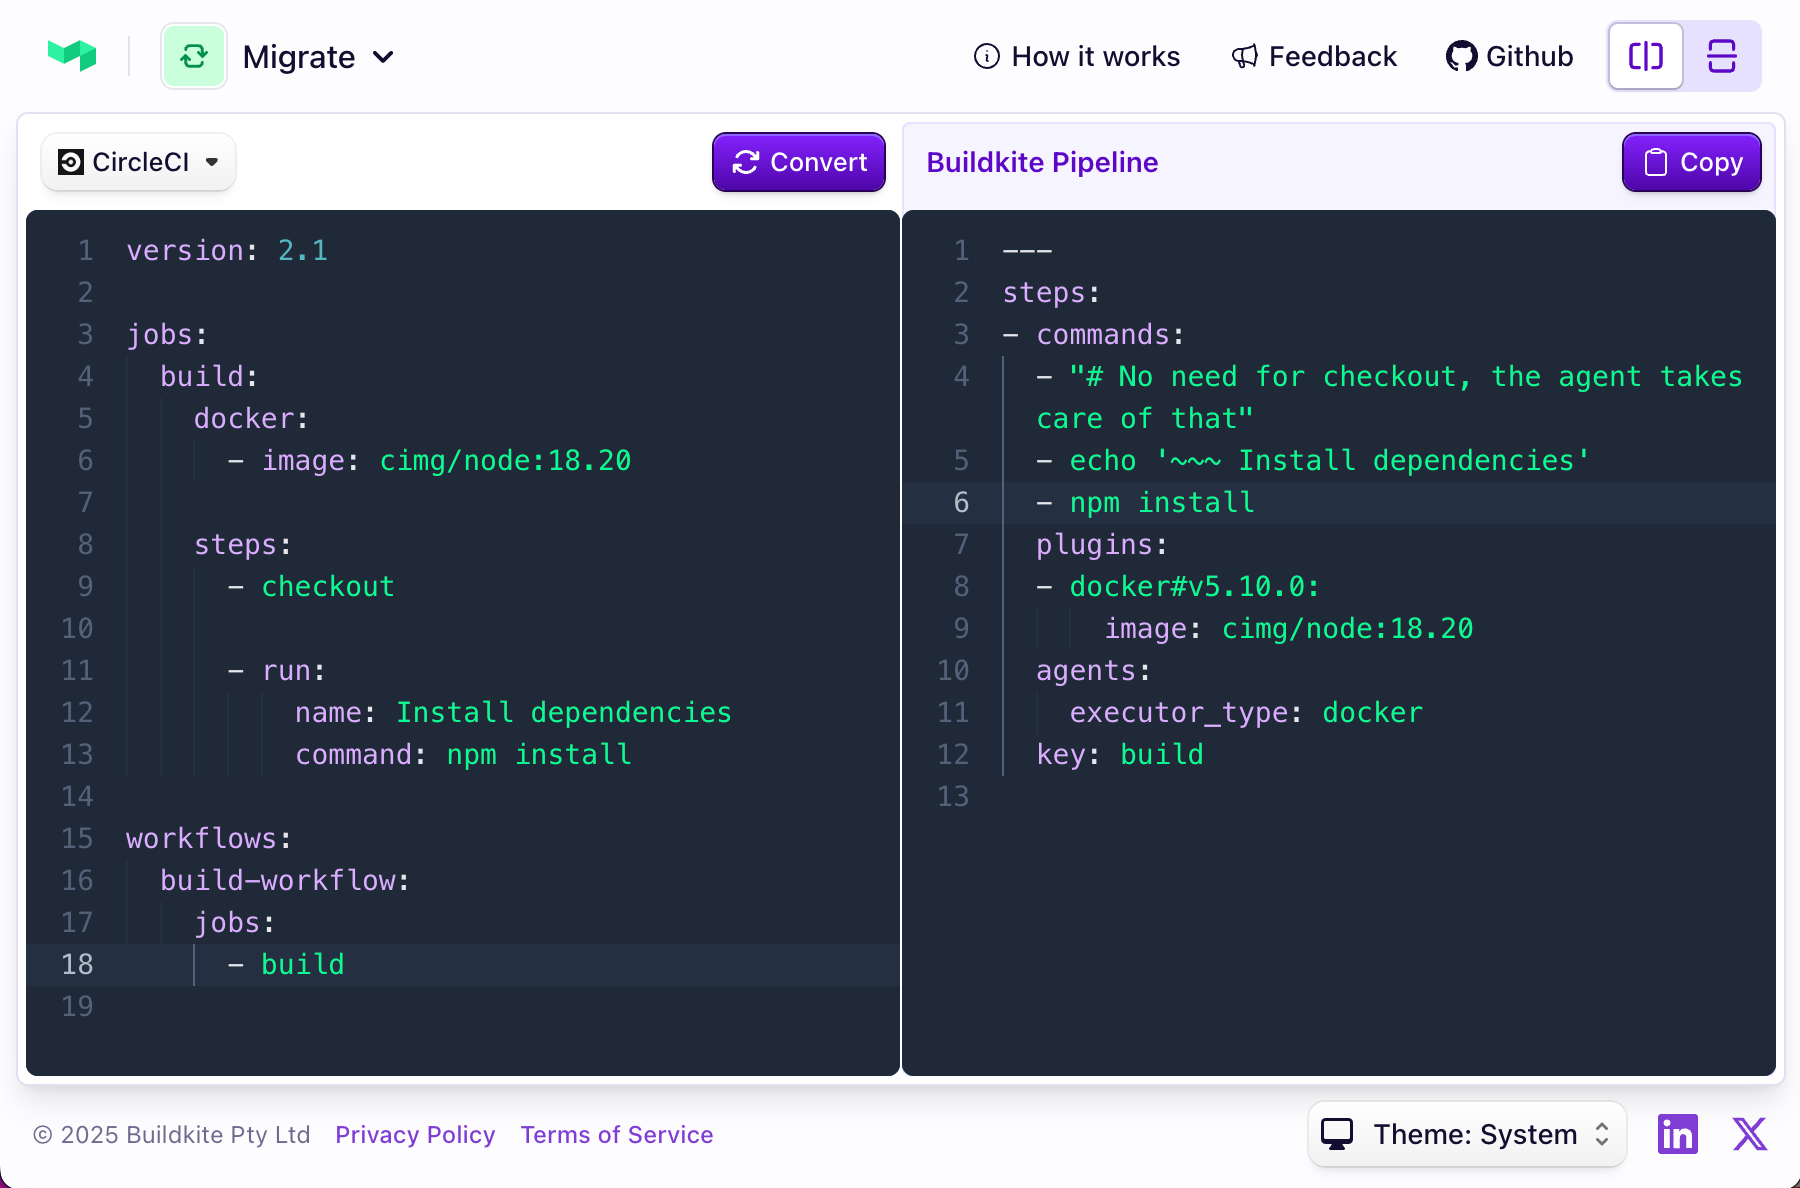 Migrate
How it works
Feedback
Github
CircleCI
Convert
Buildkite Pipeline
Copy
1 version: 2.1
2
3 jobs:
4   build:
5     docker:
6       - image: cimg/node:18.20
7
8     steps:
9       - checkout
10
11       - run:
12           name: Install dependencies
13           command: npm install
14
15 workflows:
16   build-workflow:
17     jobs:
18       - build
19
1 ---
2 steps:
3 - commands:
4   - "# No need for checkout, the agent takes
care of that"
5   - echo '~~~ Install dependencies'
6   - npm install
7   plugins:
8   - docker#v5.10.0:
9       image: cimg/node:18.20
10   agents:
11     executor_type: docker
12   key: build
13
© 2025 Buildkite Pty Ltd
Privacy Policy
Terms of Service
Theme: System
in
X